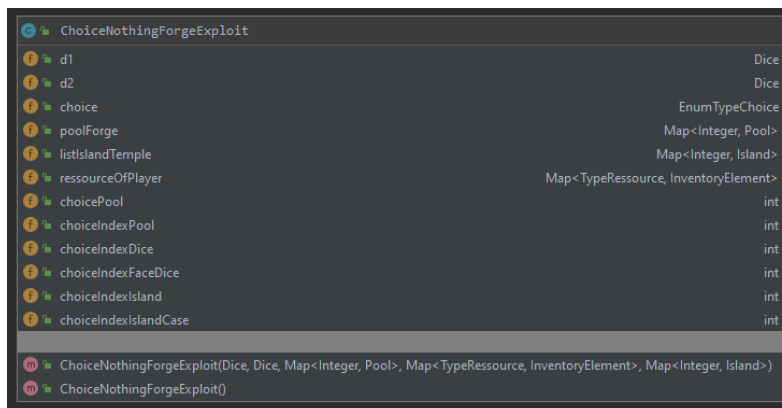 ChoiceNothingForgeExploit
d1 Dice
d2 Dice
choice EnumTypeChoice
poolForge Map<Integer, Pool>
listIslandTemple Map<Integer, Island>
ressourceOfPlayer Map<TypeRessource, InventoryElement>
choicePool int
choiceIndexPool int
choiceIndexDice int
choiceIndexFaceDice int
choiceIndexIsland int
choiceIndexIslandCase int
ChoiceNothingForgeExploit(Dice, Dice, Map<Integer, Pool>, Map<TypeRessource, InventoryElement>, Map<Integer, Island>)
ChoiceNothingForgeExploit()